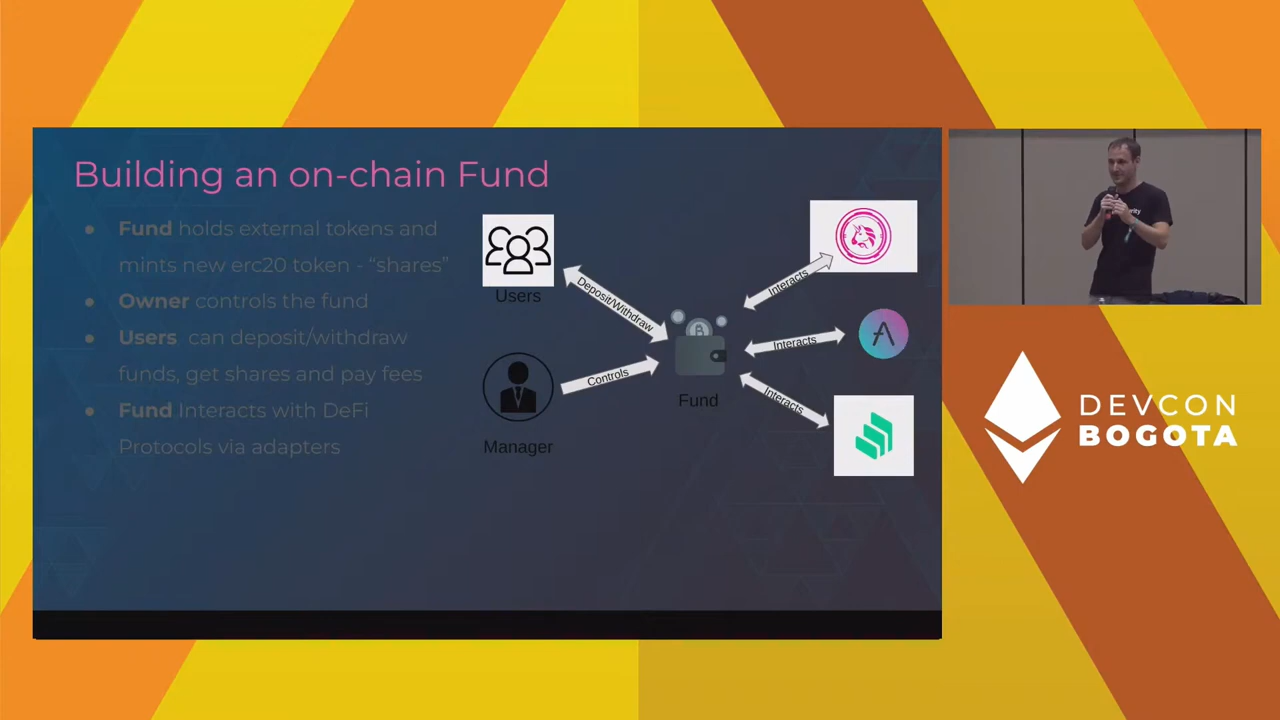 Building an on-chain Fund
● Fund holds external tokens and
mints new erc20 token - “shares”
● Owner controls the fund
● Users can deposit/withdraw
funds, get shares and pay fees
● Fund Interacts with DeFi
Protocols via adapters
Users
Deposit/Withdraw
Controls
Manager
Fund
Interacts
Interacts
Interacts
DEVCON
BOGOTA